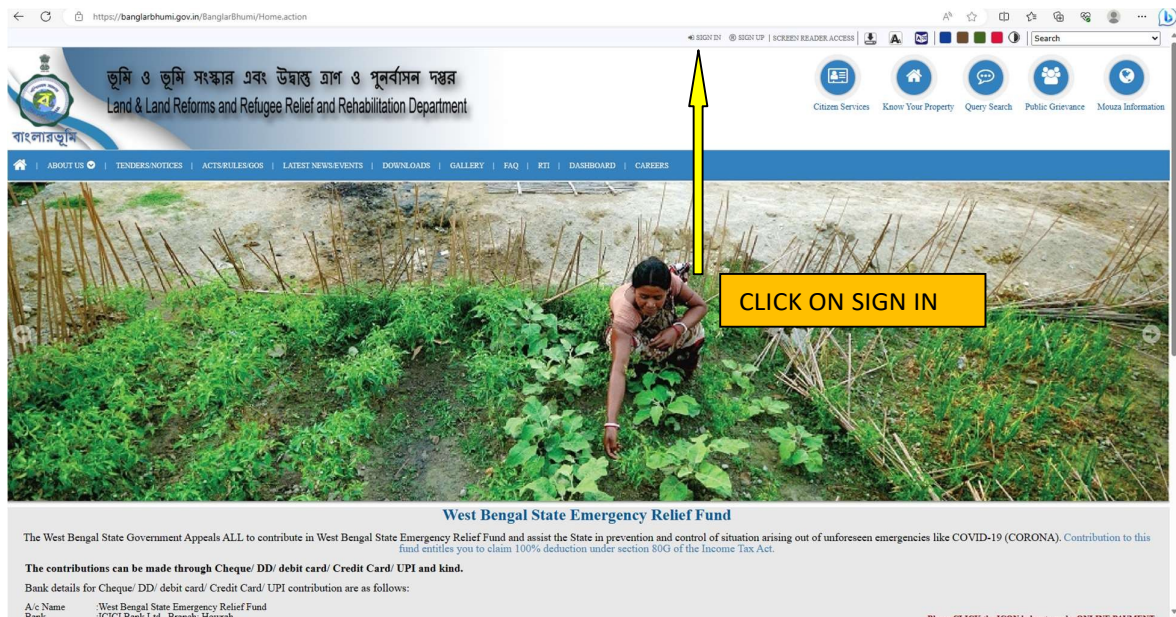 https://banglarbhumi.gov.in/BanglarBhumi/Home.action
SIGN IN SIGN UP | SCREEN READER ACCESS
Search
ভূমি ও ভূমি সংস্কার এবং উদ্বাস্তু ত্রাণ ও পুনর্বাসন দপ্তর
Land & Land Reforms and Refugee Relief and Rehabilitation Department
বাংলারভূমি
Citizen Services Know Your Property Query Search Public Grievance Mouza Information
ABOUT US | TENDERS/NOTICES | ACTS/RULES/GOS | LATEST NEWS/EVENTS | DOWNLOADS | GALLERY | FAQ | RTI | DASHBOARD | CAREERS
CLICK ON SIGN IN
West Bengal State Emergency Relief Fund
The West Bengal State Government Appeals ALL to contribute in West Bengal State Emergency Relief Fund and assist the State in prevention and control of situation arising out of unforeseen emergencies like COVID-19 (CORONA). Contribution to this
fund entitles you to claim 100% deduction under section 80G of the Income Tax Act.
The contributions can be made through Cheque/ DD/ debit card/ Credit Card/ UPI and kind.
Bank details for Cheque/ DD/ debit card/ Credit Card/ UPI contribution are as follows:
A/c Name :West Bengal State Emergency Relief Fund
Bank :ICICI Bank Ltd.